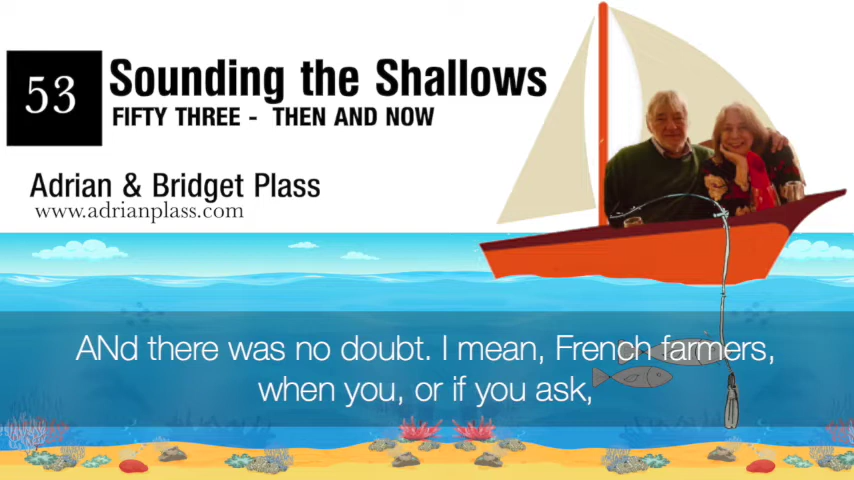 53
Sounding the Shallows
FIFTY THREE - THEN AND NOW
Adrian & Bridget Plass
www.adrianplass.com
ANd there was no doubt. I mean, French farmers,
when you, or if you ask,